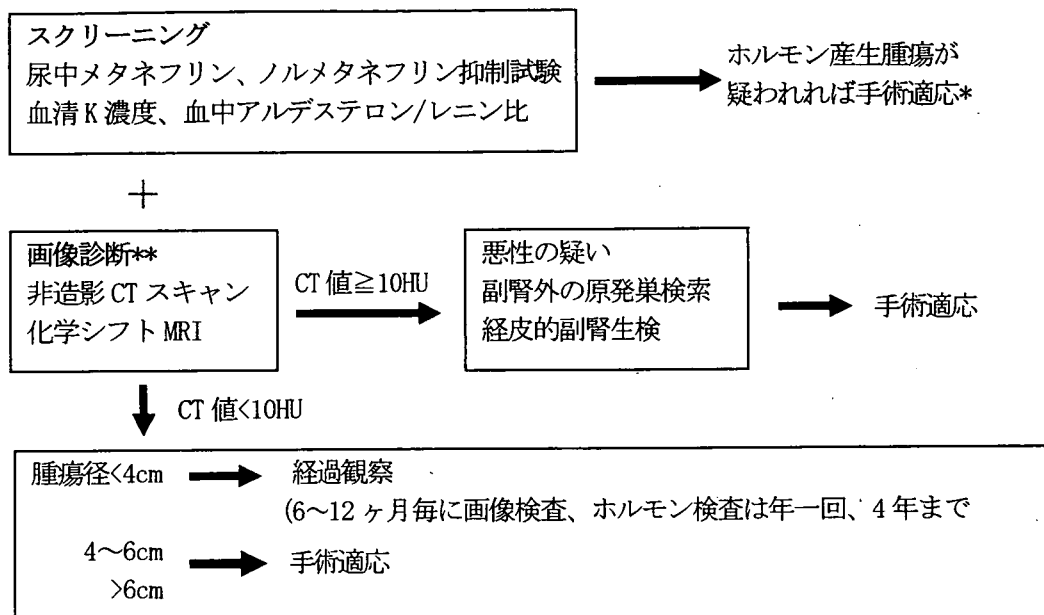 スクリーニング
尿中メタネフリン、ノルメタネフリン抑制試験
血清K濃度、血中アルデステロン/レニン比
ホルモン産生腫瘍が
疑われれば手術適応*
+
画像診断**
非造影CTスキャン
化学シフトMRI
CT値≧10HU
悪性の疑い
副腎外の原発巣検索
経皮的副腎生検
手術適応
CT値<10HU
腫瘍径<4cm
経過観察
(6～12ヶ月毎に画像検査、ホルモン検査は年一回、4年まで
4～6cm
>6cm
手術適応